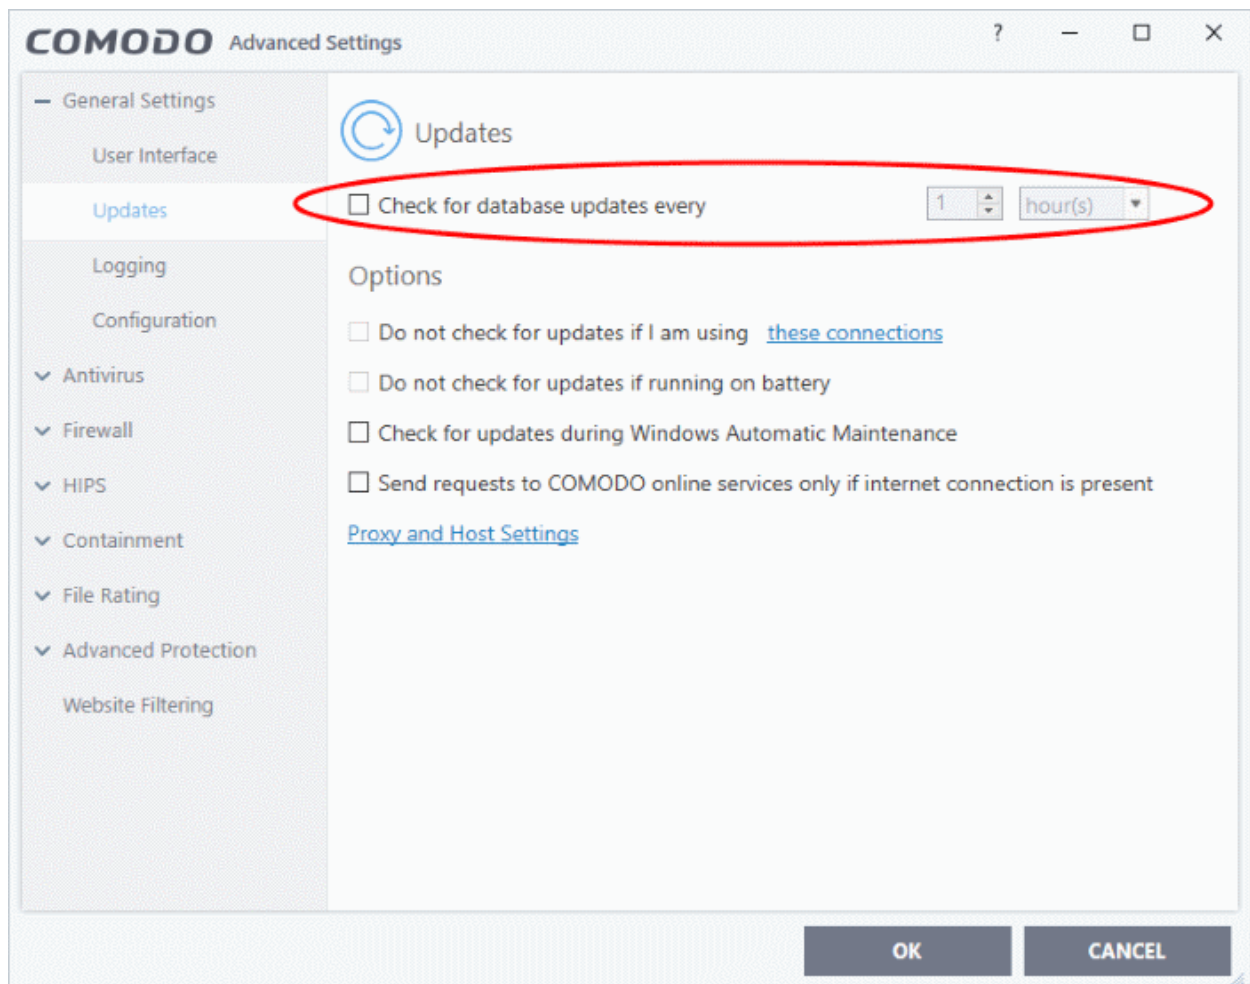 COMODO Advanced Settings ?
General Settings
User Interface
Updates
Logging
Configuration
Antivirus
Firewall
HIPS
Containment
File Rating
Advanced Protection
Website Filtering
Updates
Check for database updates every 1 hour(s)
Options
Do not check for updates if I am using these connections
Do not check for updates if running on battery
Check for updates during Windows Automatic Maintenance
Send requests to COMODO online services only if internet connection is present
Proxy and Host Settings
OK CANCEL